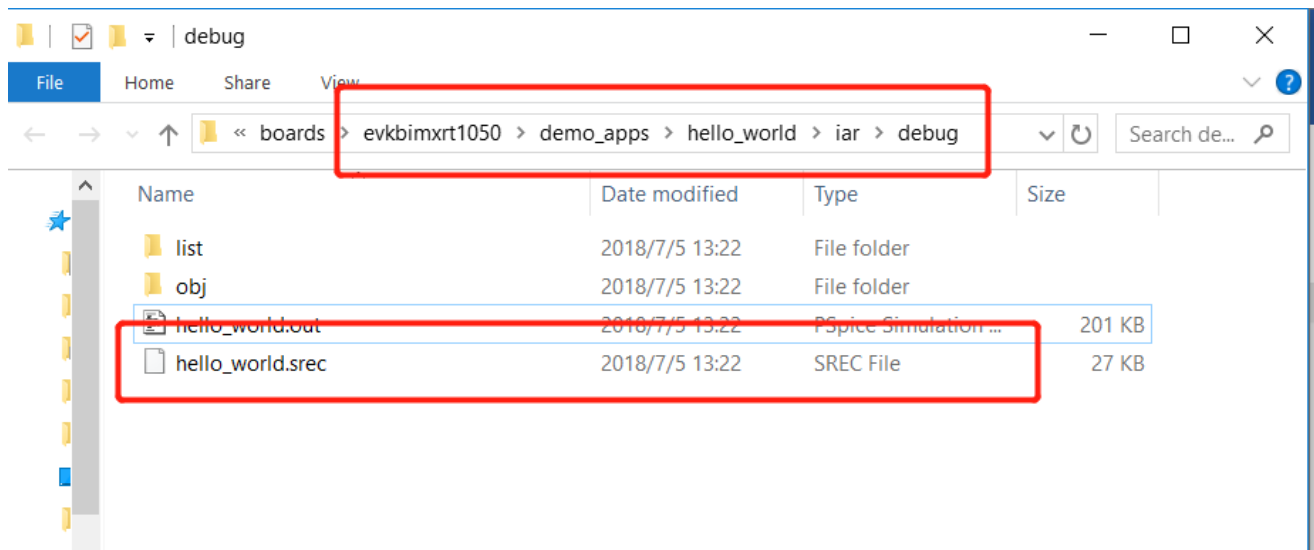 debug
File Home Share View
« boards > evkbimxrt1050 > demo_apps > hello_world > iar > debug Search de...
Name Date modified Type Size
list 2018/7/5 13:22 File folder
obj 2018/7/5 13:22 File folder
hello_world.out 2018/7/5 13:22 PSpice Simulation ... 201 KB
hello_world.srec 2018/7/5 13:22 SREC File 27 KB